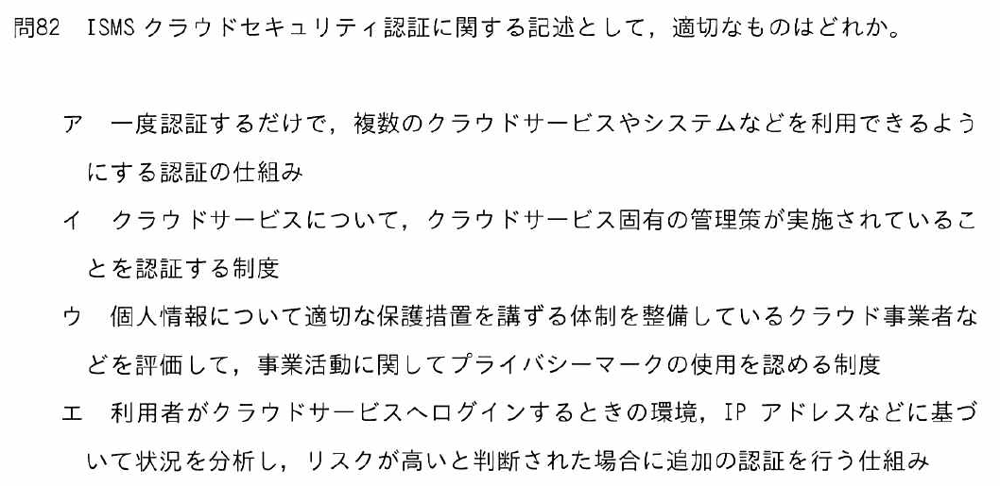 問82　ISMS クラウドセキュリティ認証に関する記述として，適切なものはどれか。
ア　一度認証するだけで，複数のクラウドサービスやシステムなどを利用できるよう
にする認証の仕組み
イ　クラウドサービスについて，クラウドサービス固有の管理策が実施されているこ
とを認証する制度
ウ　個人情報について適切な保護措置を講ずる体制を整備しているクラウド事業者な
どを評価して，事業活動に関してプライバシーマークの使用を認める制度
エ　利用者がクラウドサービスへログインするときの環境，IP アドレスなどに基づ
いて状況を分析し，リスクが高いと判断された場合に追加の認証を行う仕組み